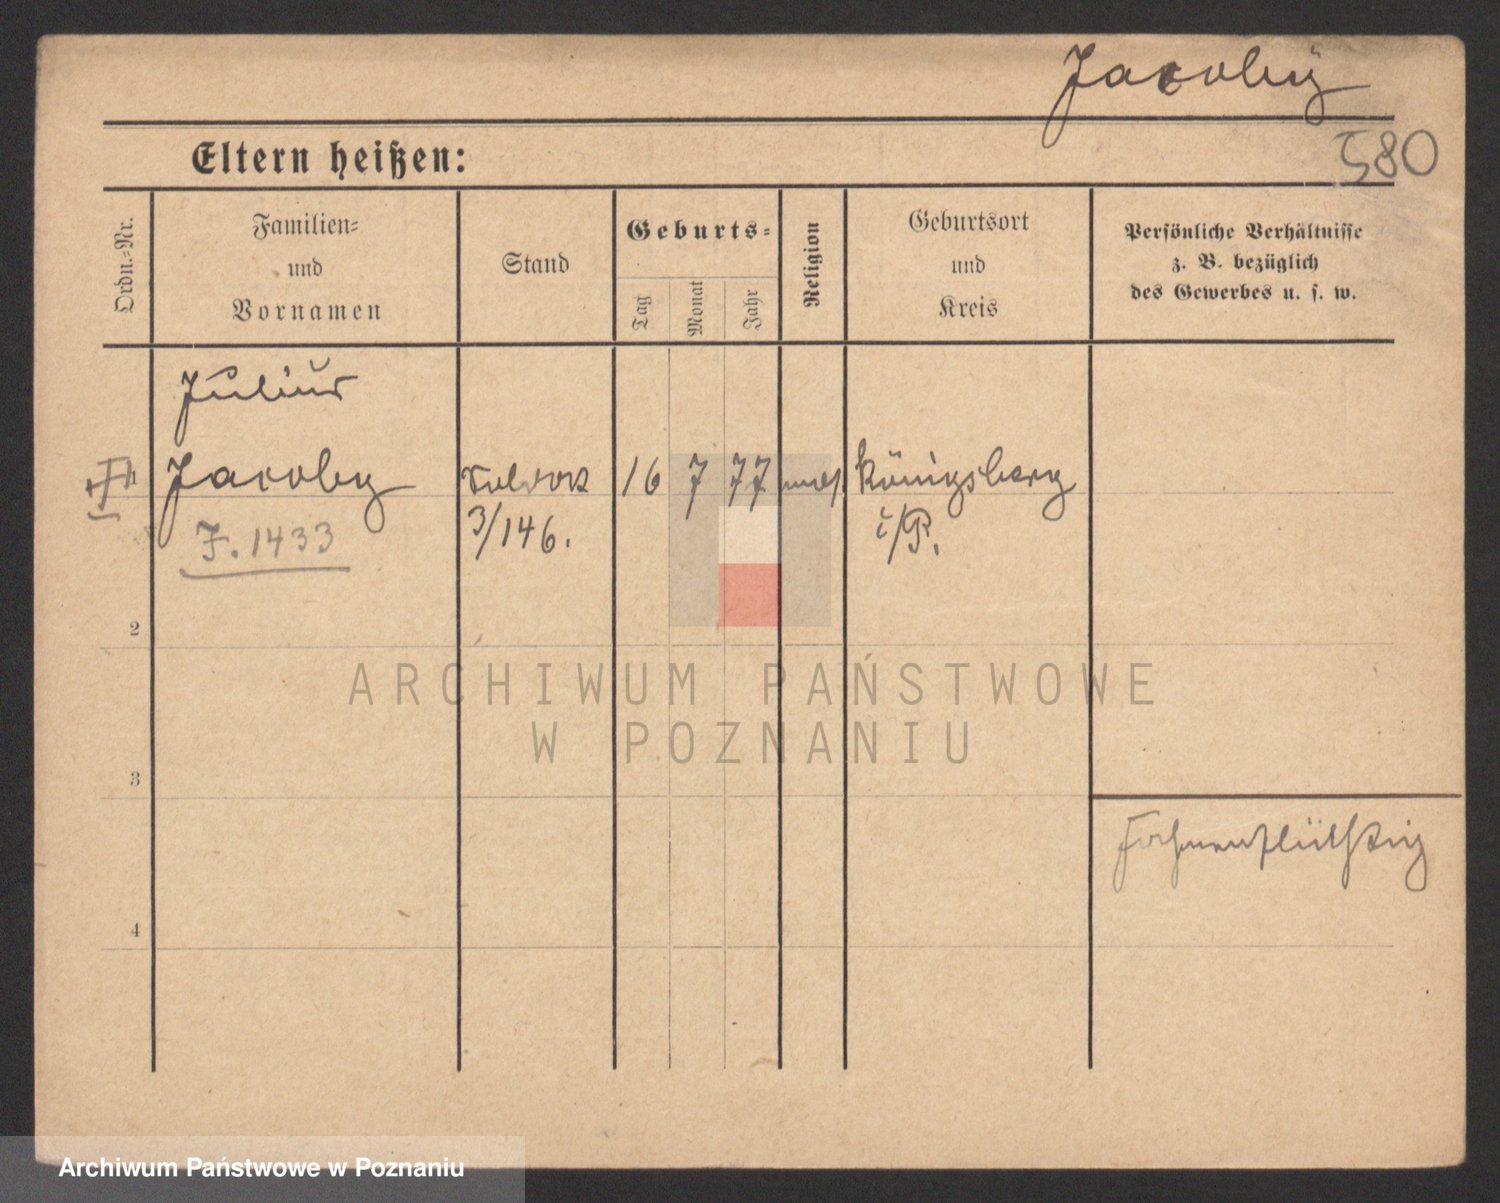 Jacoby
580
Eltern heißen:
Ordn.-Nr.
Familien-
und
Vornamen
Stand
Geburts-
Tag
Monat
Jahr
Religion
Geburtsort
und
Kreis
Persönliche Verhältnisse
z. B. bezüglich
des Gewerbes u. s. w.
Julius
Jacoby 16 7 77 Königsberg
3/146. i/P.
J. 1433
2
3
4
Fahnenflüchtig
ARCHIWUM PAŃSTWOWE
W POZNANIU
Archiwum Państwowe w Poznaniu